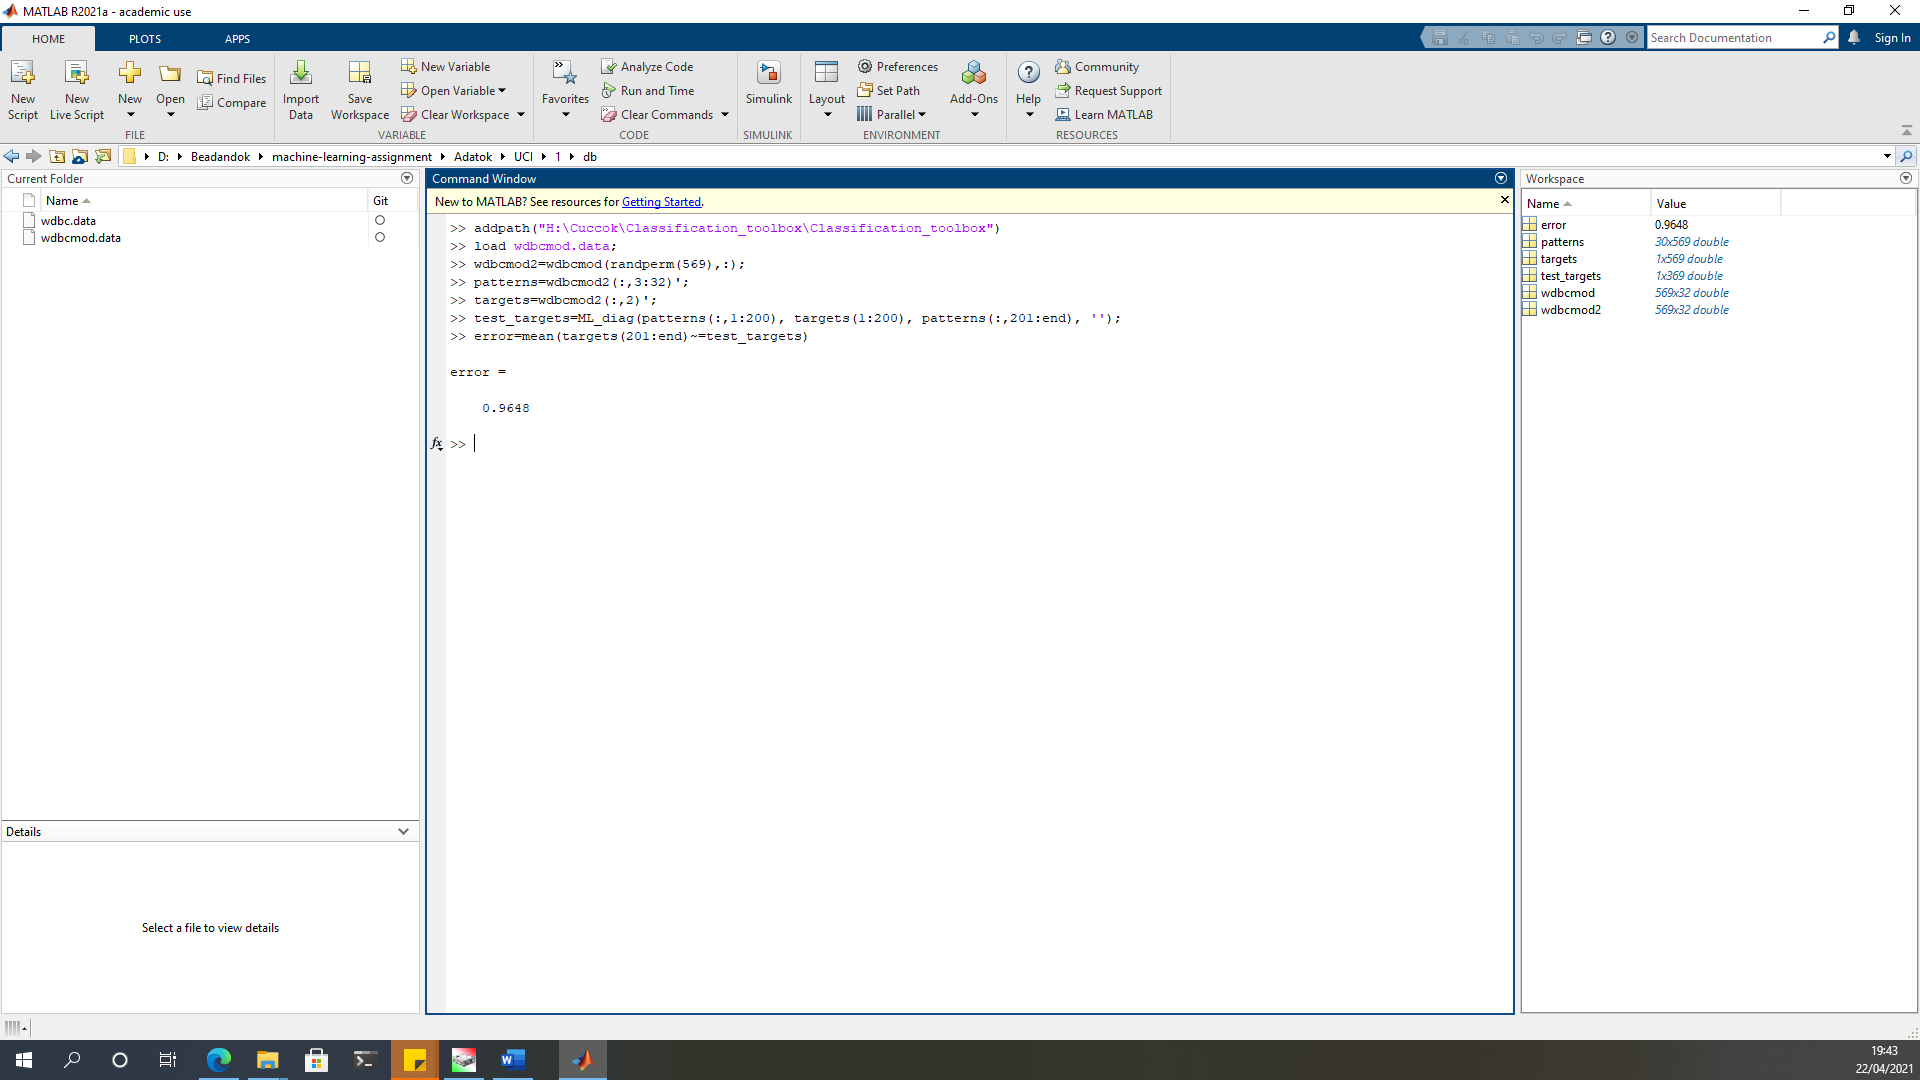 MATLAB R2021a - academic use
HOME PLOTS APPS
Search Documentation
Sign In
New Script
New Live Script
New
Open
Find Files
Compare
FILE
Import Data
Save Workspace
New Variable
Open Variable
Clear Workspace
VARIABLE
Favorites
Analyze Code
Run and Time
Clear Commands
CODE
Simulink
SIMULINK
Layout
Preferences
Set Path
Parallel
Add-Ons
ENVIRONMENT
Help
Community
Request Support
Learn MATLAB
RESOURCES
D: Beadandok machine-learning-assignment Adatok UCI 1 db
Current Folder
Name Git
wdbc.data
wdbcmod.data
Details
Select a file to view details
Command Window
New to MATLAB? See resources for Getting Started.
>> addpath("H:\Cuccok\Classification_toolbox\Classification_toolbox")
>> load wdbcmod.data;
>> wdbcmod2=wdbcmod(randperm(569),:);
>> patterns=wdbcmod2(:,3:32)';
>> targets=wdbcmod2(:,2)';
>> test_targets=ML_diag(patterns(:,1:200), targets(1:200), patterns(:,201:end), '');
>> error=mean(targets(201:end)~=test_targets)
error =
0.9648
fx >>
Workspace
Name Value
error 0.9648
patterns 30x569 double
targets 1x569 double
test_targets 1x369 double
wdbcmod 569x32 double
wdbcmod2 569x32 double
19:43
22/04/2021